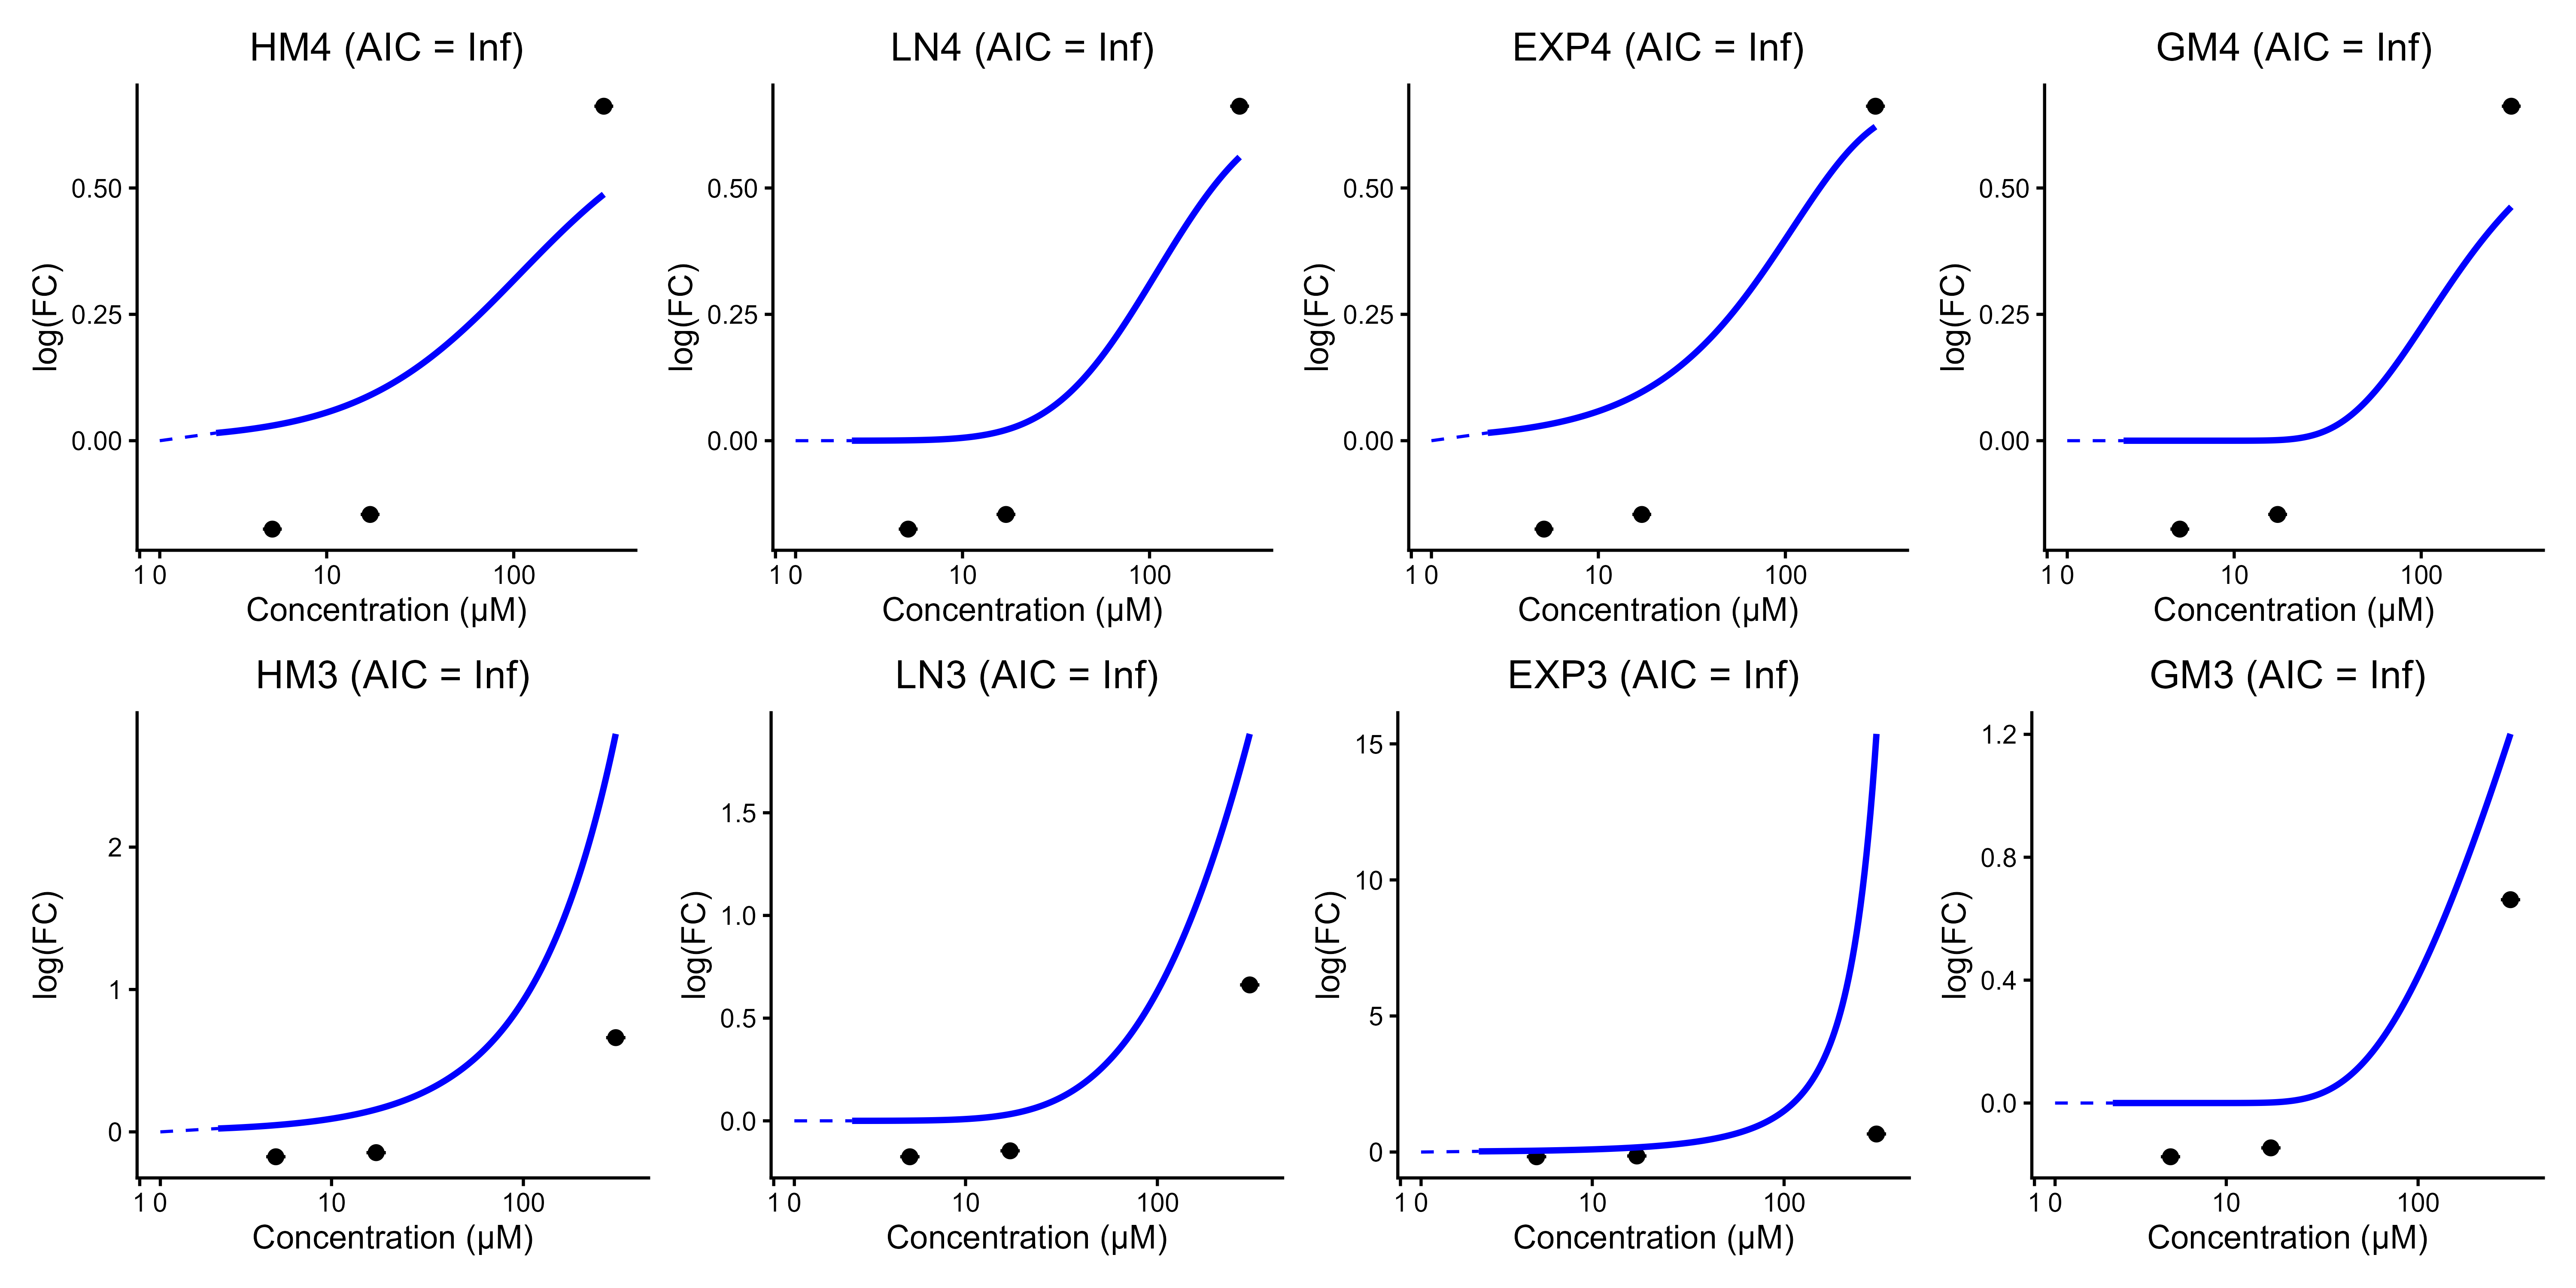 HM4 (AIC = Inf)
LN4 (AIC = Inf)
EXP4 (AIC = Inf)
GM4 (AIC = Inf)
log(FC)
0.50
0.25
0.00
1 0
10
100
Concentration (µM)
log(FC)
0.50
0.25
0.00
1 0
10
100
Concentration (µM)
log(FC)
0.50
0.25
0.00
1 0
10
100
Concentration (µM)
log(FC)
0.50
0.25
0.00
1 0
10
100
Concentration (µM)
HM3 (AIC = Inf)
LN3 (AIC = Inf)
EXP3 (AIC = Inf)
GM3 (AIC = Inf)
log(FC)
2
1
0
1 0
10
100
Concentration (µM)
log(FC)
1.5
1.0
0.5
0.0
1 0
10
100
Concentration (µM)
log(FC)
15
10
5
0
1 0
10
100
Concentration (µM)
log(FC)
1.2
0.8
0.4
0.0
1 0
10
100
Concentration (µM)